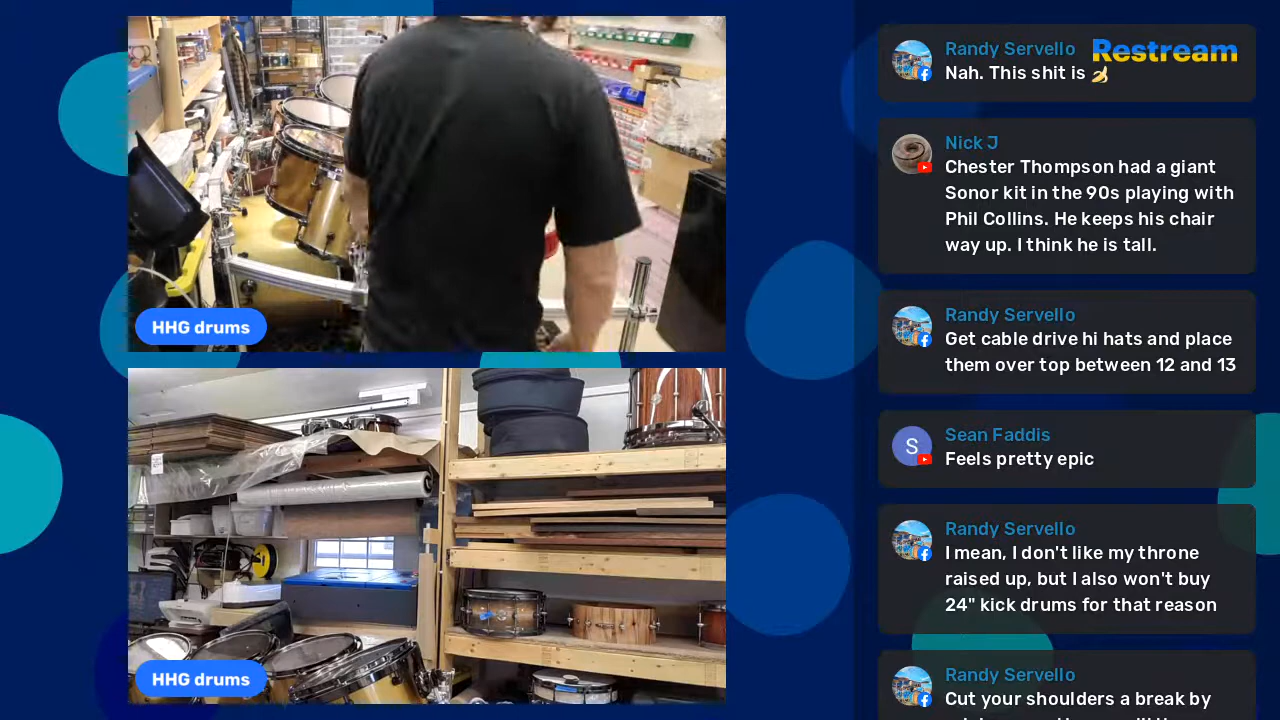 Randy Servello
Restream
Nah. This shit is 🍌
Nick J
Chester Thompson had a giant
Sonor kit in the 90s playing with
Phil Collins. He keeps his chair
way up. I think he is tall.
HHG drums
Randy Servello
Get cable drive hi hats and place
them over top between 12 and 13
S
Sean Faddis
Feels pretty epic
Randy Servello
I mean, I don't like my throne
raised up, but I also won't buy
24" kick drums for that reason
HHG drums
Randy Servello
Cut your shoulders a break by